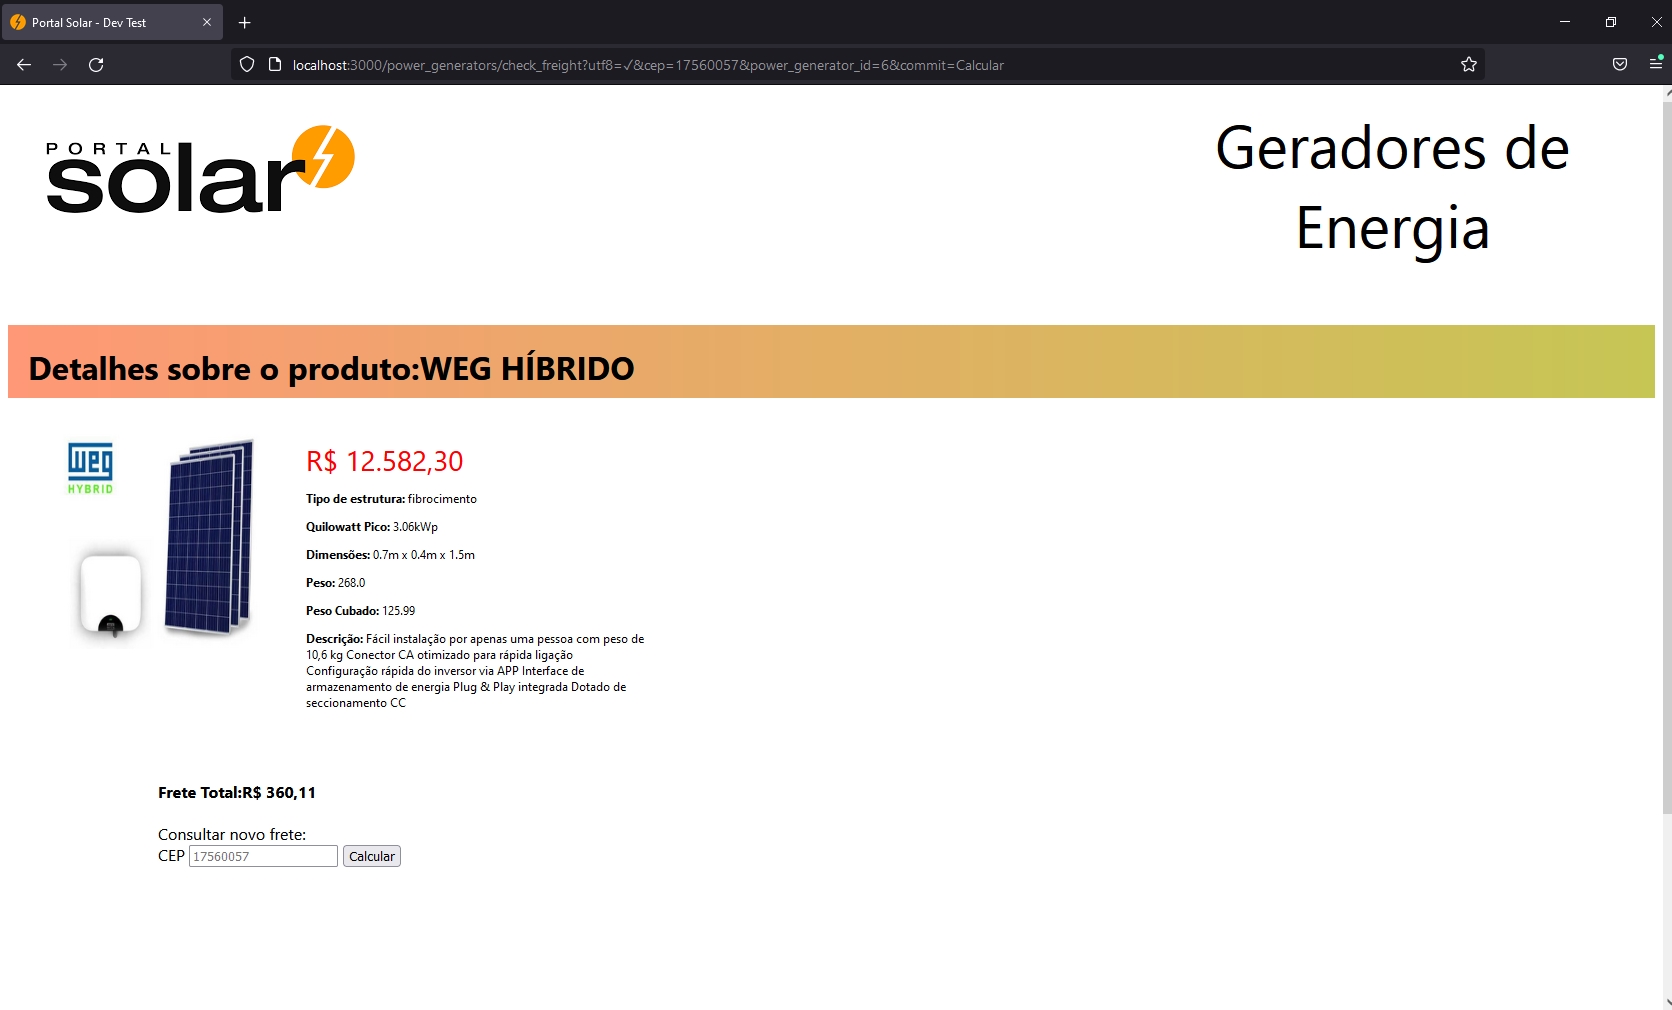 Portal Solar - Dev Test
localhost:3000/power_generators/check_freight?utf8=✓&cep=17560057&power_generator_id=6&commit=Calcular
PORTAL
solar
Geradores de
Energia
Detalhes sobre o produto:WEG HÍBRIDO
weg
HYBRID
R$ 12.582,30
Tipo de estrutura: fibrocimento
Quilowatt Pico: 3.06kWp
Dimensões: 0.7m x 0.4m x 1.5m
Peso: 268.0
Peso Cubado: 125.99
Descrição: Fácil instalação por apenas uma pessoa com peso de
10,6 kg Conector CA otimizado para rápida ligação
Configuração rápida do inversor via APP Interface de
armazenamento de energia Plug & Play integrada Dotado de
seccionamento CC
Frete Total:R$ 360,11
Consultar novo frete:
CEP 17560057 Calcular